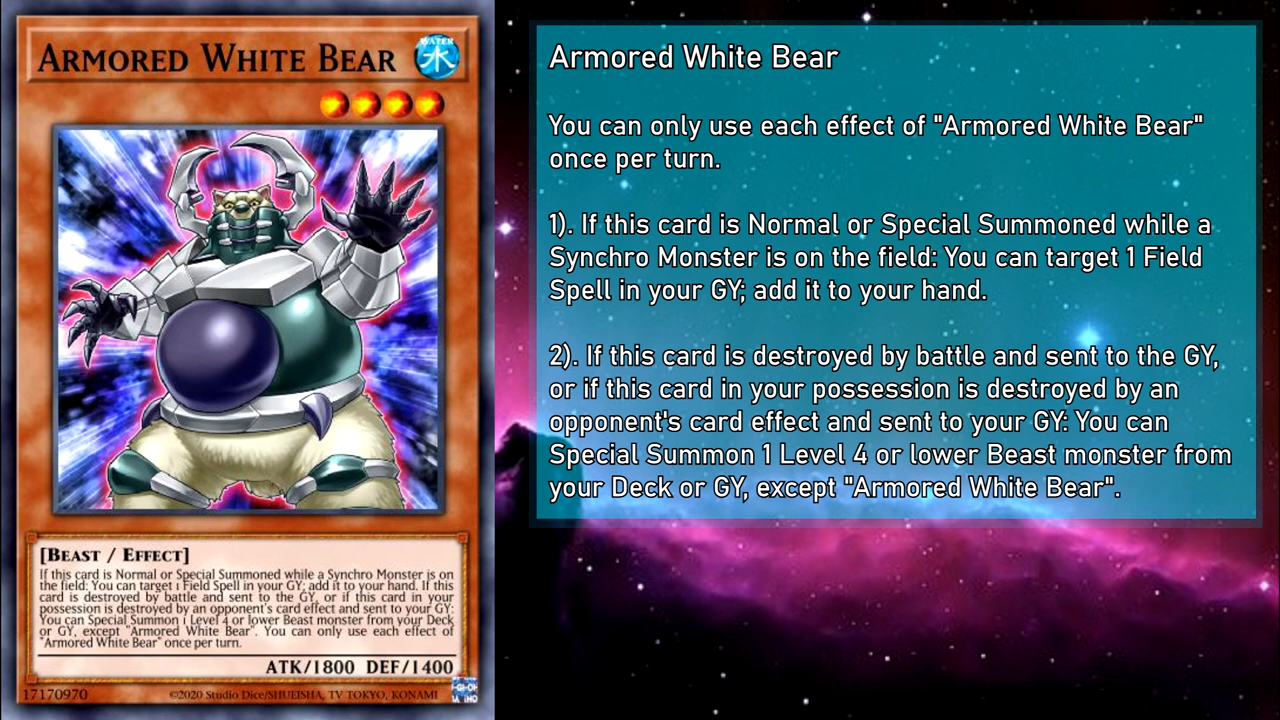 ARMORED WHITE BEAR
WATER
水
[BEAST / EFFECT]
If this card is Normal or Special Summoned while a Synchro Monster is on
the field: You can target 1 Field Spell in your GY; add it to your hand. If this
card is destroyed by battle and sent to the GY, or if this card in your
possession is destroyed by an opponent's card effect and sent to your GY:
You can Special Summon 1 Level 4 or lower Beast monster from your Deck
or GY, except "Armored White Bear". You can only use each effect of
"Armored White Bear" once per turn.
ATK/1800 DEF/1400
17170970
©2020 Studio Dice/SHUEISHA, TV TOKYO, KONAMI
Armored White Bear
You can only use each effect of "Armored White Bear"
once per turn.
1). If this card is Normal or Special Summoned while a
Synchro Monster is on the field: You can target 1 Field
Spell in your GY; add it to your hand.
2). If this card is destroyed by battle and sent to the GY,
or if this card in your possession is destroyed by an
opponent's card effect and sent to your GY: You can
Special Summon 1 Level 4 or lower Beast monster from
your Deck or GY, except "Armored White Bear".